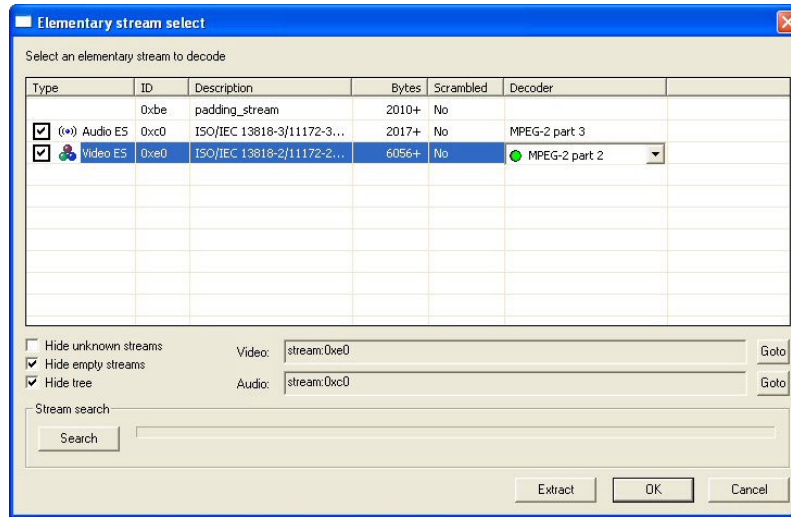 Elementary stream select
Select an elementary stream to decode
Type ID Description Bytes Scrambled Decoder
0xbe padding_stream 2010+ No
Audio ES 0xc0 ISO/IEC 13818-3/11172-3... 2017+ No MPEG-2 part 3
Video ES 0xe0 ISO/IEC 13818-2/11172-2... 6056+ No MPEG-2 part 2
Hide unknown streams
Video: stream:0xe0 Goto
Hide empty streams
Hide tree
Audio: stream:0xc0 Goto
Stream search
Search
Extract OK Cancel